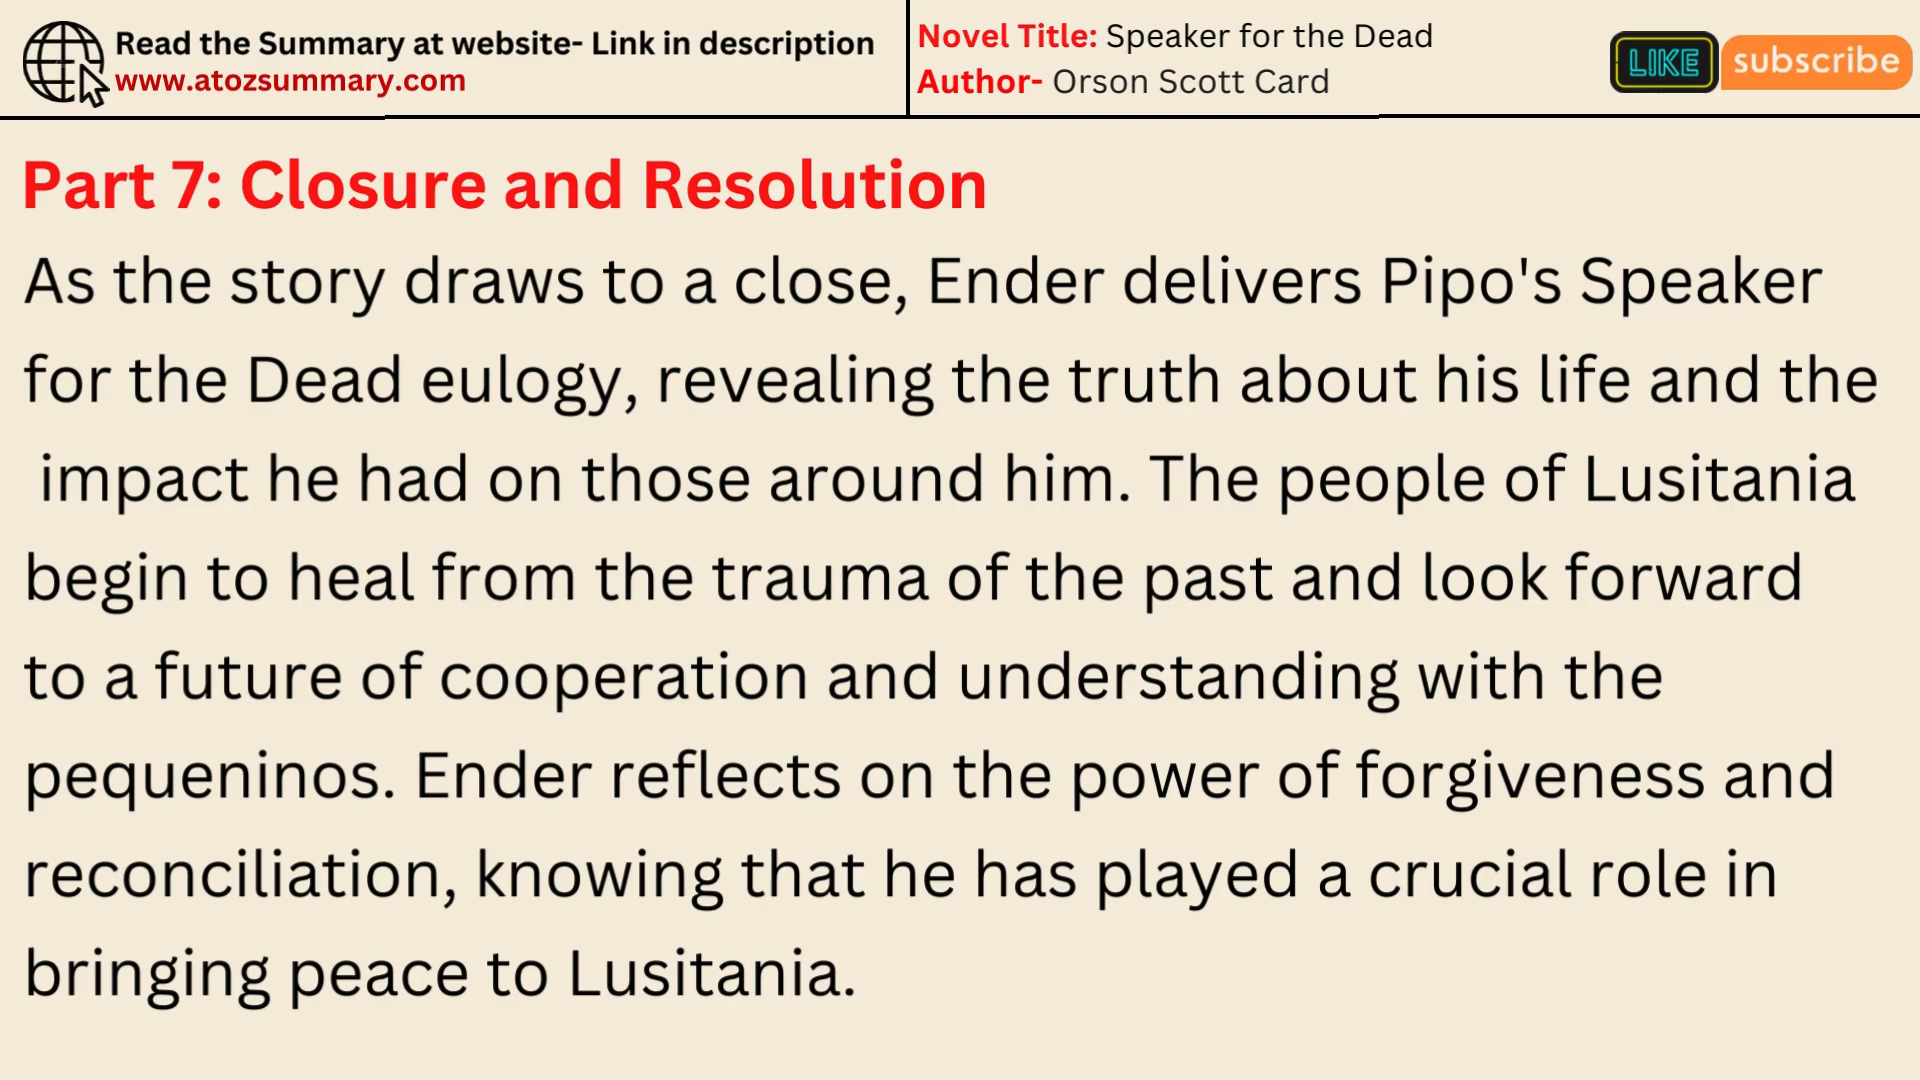 Read the Summary at website- Link in description
www.atozsummary.com
Novel Title: Speaker for the Dead
Author- Orson Scott Card
LIKE
subscribe
Part 7: Closure and Resolution
As the story draws to a close, Ender delivers Pipo's Speaker
for the Dead eulogy, revealing the truth about his life and the
impact he had on those around him. The people of Lusitania
begin to heal from the trauma of the past and look forward
to a future of cooperation and understanding with the
pequeninos. Ender reflects on the power of forgiveness and
reconciliation, knowing that he has played a crucial role in
bringing peace to Lusitania.